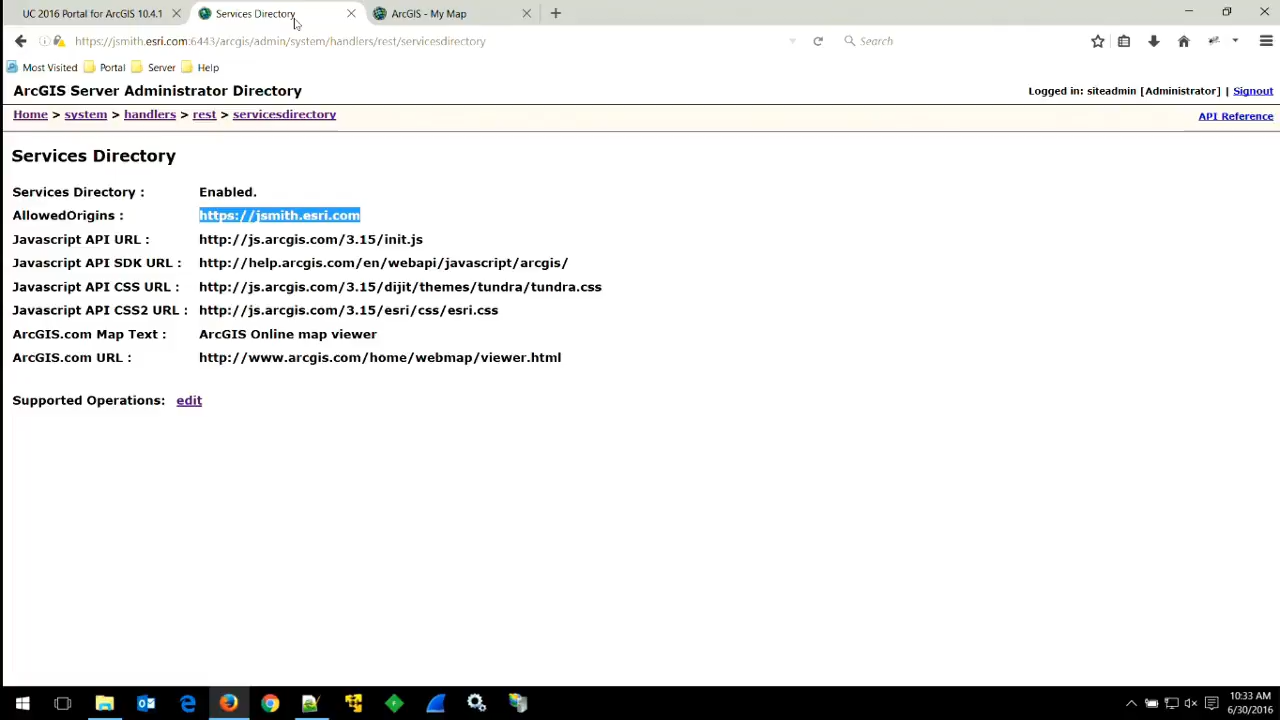 UC 2016 Portal for ArcGIS 10.4.1
Services Directory
ArcGIS - My Map
https://jsmith.esri.com:6443/arcgis/admin/system/handlers/rest/servicesdirectory
Search
Most Visited Portal Server Help
ArcGIS Server Administrator Directory
Logged in: siteadmin [Administrator] | Signout
Home > system > handlers > rest > servicesdirectory
API Reference
Services Directory
Services Directory : Enabled.
AllowedOrigins : https://jsmith.esri.com
Javascript API URL : http://js.arcgis.com/3.15/init.js
Javascript API SDK URL : http://help.arcgis.com/en/webapi/javascript/arcgis/
Javascript API CSS URL : http://js.arcgis.com/3.15/dijit/themes/tundra/tundra.css
Javascript API CSS2 URL : http://js.arcgis.com/3.15/esri/css/esri.css
ArcGIS.com Map Text : ArcGIS Online map viewer
ArcGIS.com URL : http://www.arcgis.com/home/webmap/viewer.html
Supported Operations: edit
10:33 AM
6/30/2016